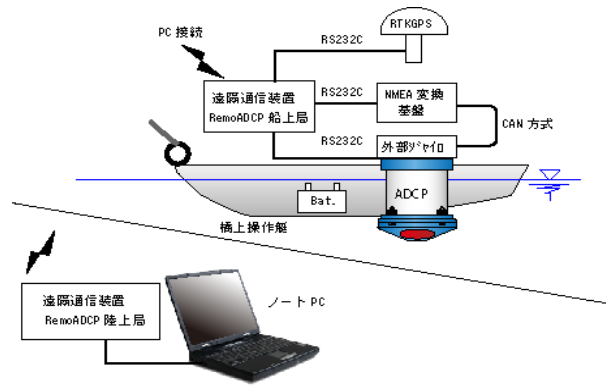 RTKGPS
PC 接続
RS232C
遠隔通信装置
RemoADCP 船上局
RS232C
NMEA 変換
基盤
CAN 方式
RS232C
外部ジャイロ
ADCP
Bat.
橋上操作艇
遠隔通信装置
RemoADCP 陸上局
ノート PC